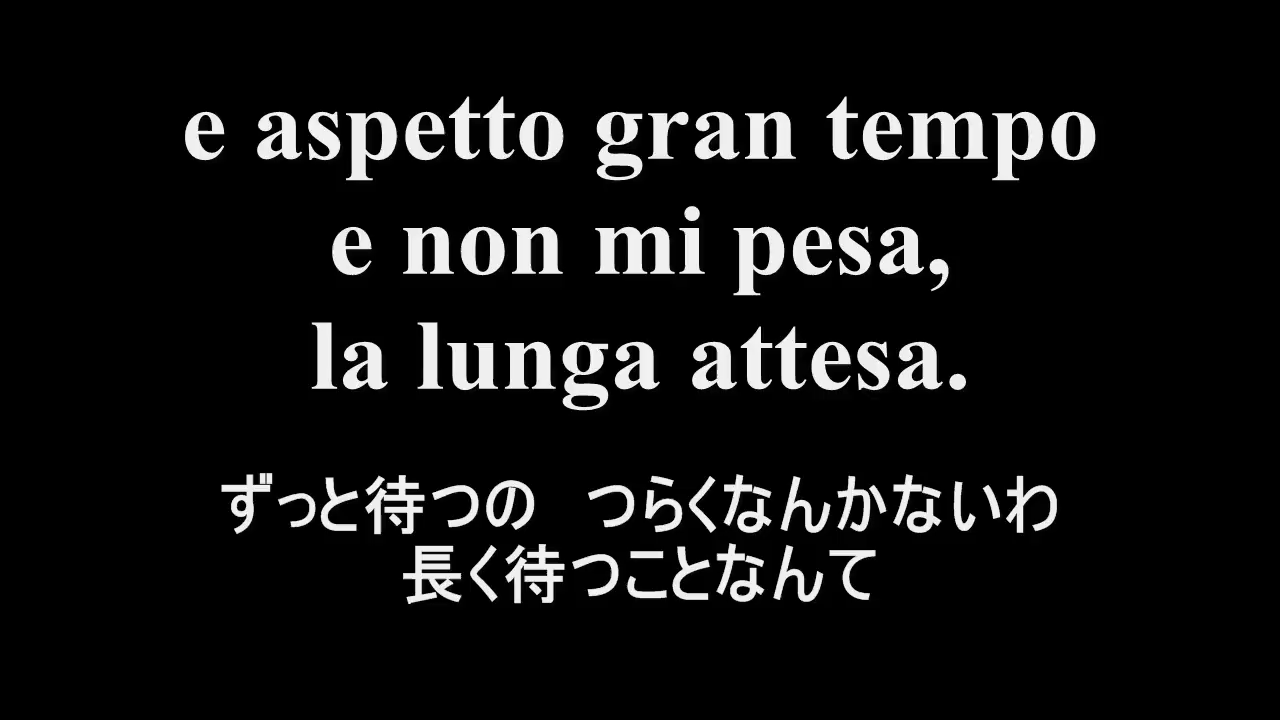 e aspetto gran tempo
e non mi pesa,
la lunga attesa.
ずっと待つの　つらくなんかないわ
長く待つことなんて